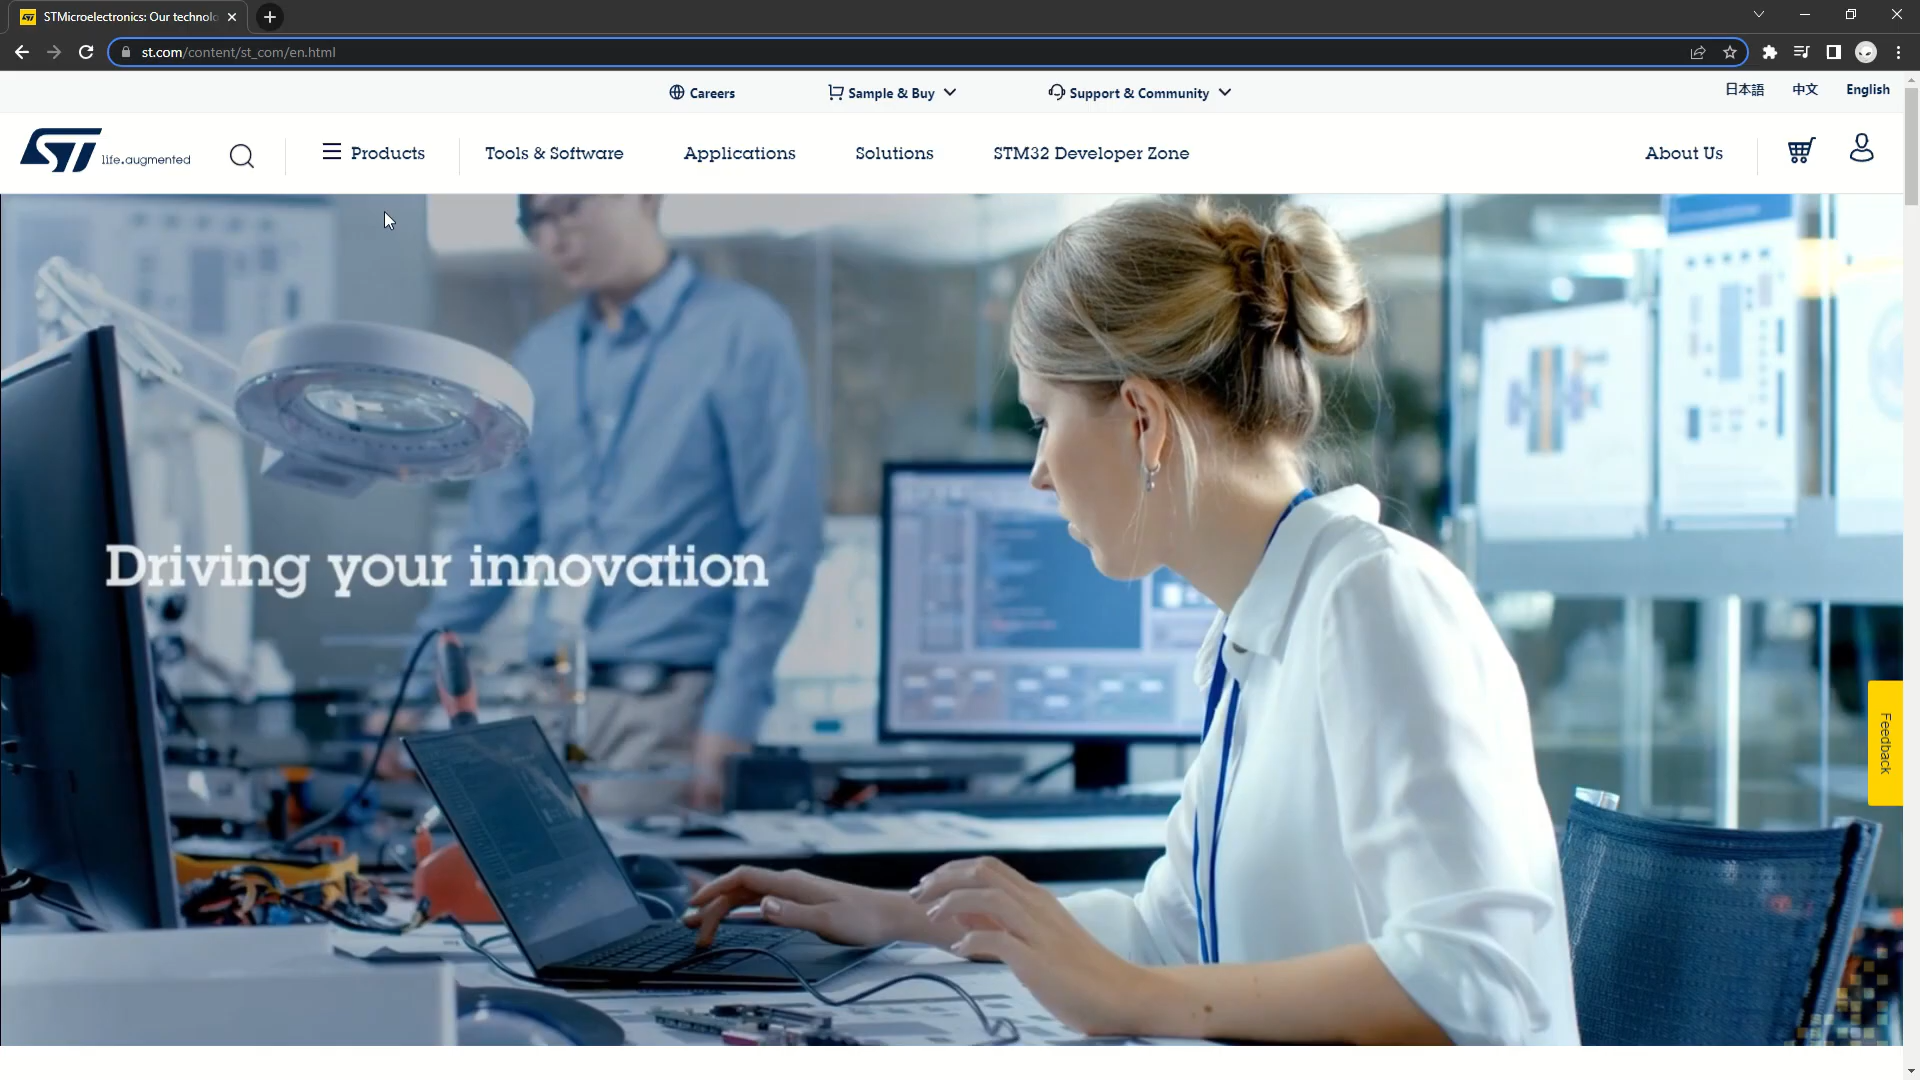 STMicroelectronics: Our technolo
st.com/content/st_com/en.html
Careers
Sample & Buy
Support & Community
日本語
中文
English
ST life.augmented
Products
Tools & Software
Applications
Solutions
STM32 Developer Zone
About Us
Driving your innovation
Feedback